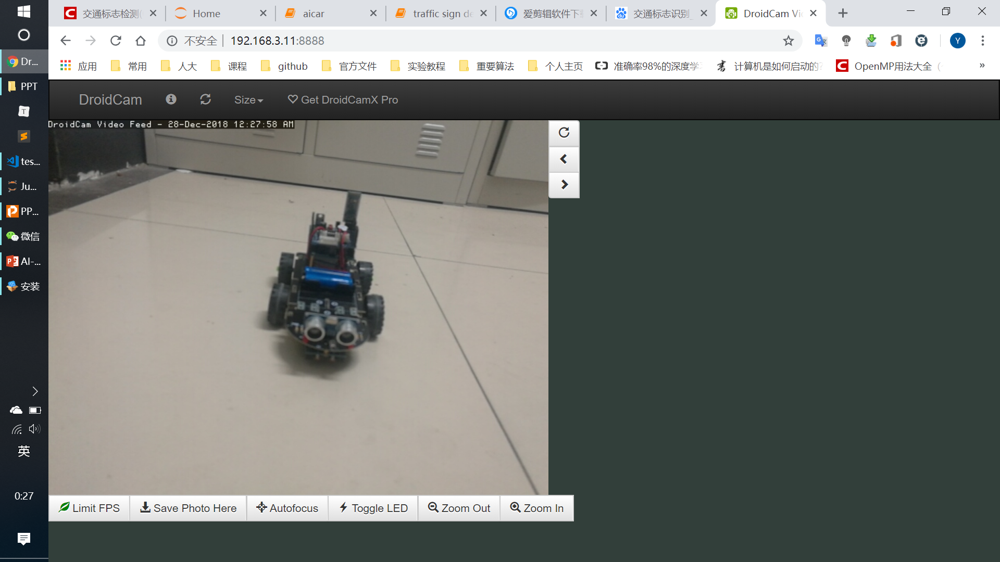 交通标志检测(
Home
aicar
traffic sign de
爱剪辑软件下载
交通标志识别_
DroidCam Vi
不安全 192.168.3.11:8888
Y
应用 常用 人大 课程 github 官方文件 实验教程 重要算法 个人主页 准确率98%的深度学 计算机是如何启动的? OpenMP用法大全(
Dr...
PPT
T
tes...
Ju...
PP...
微信
AI-...
安装
英
0:27
DroidCam Size Get DroidCamX Pro
DroidCam Video Feed - 28-Dec-2018 12:27:58 AM
Limit FPS Save Photo Here Autofocus Toggle LED Zoom Out Zoom In